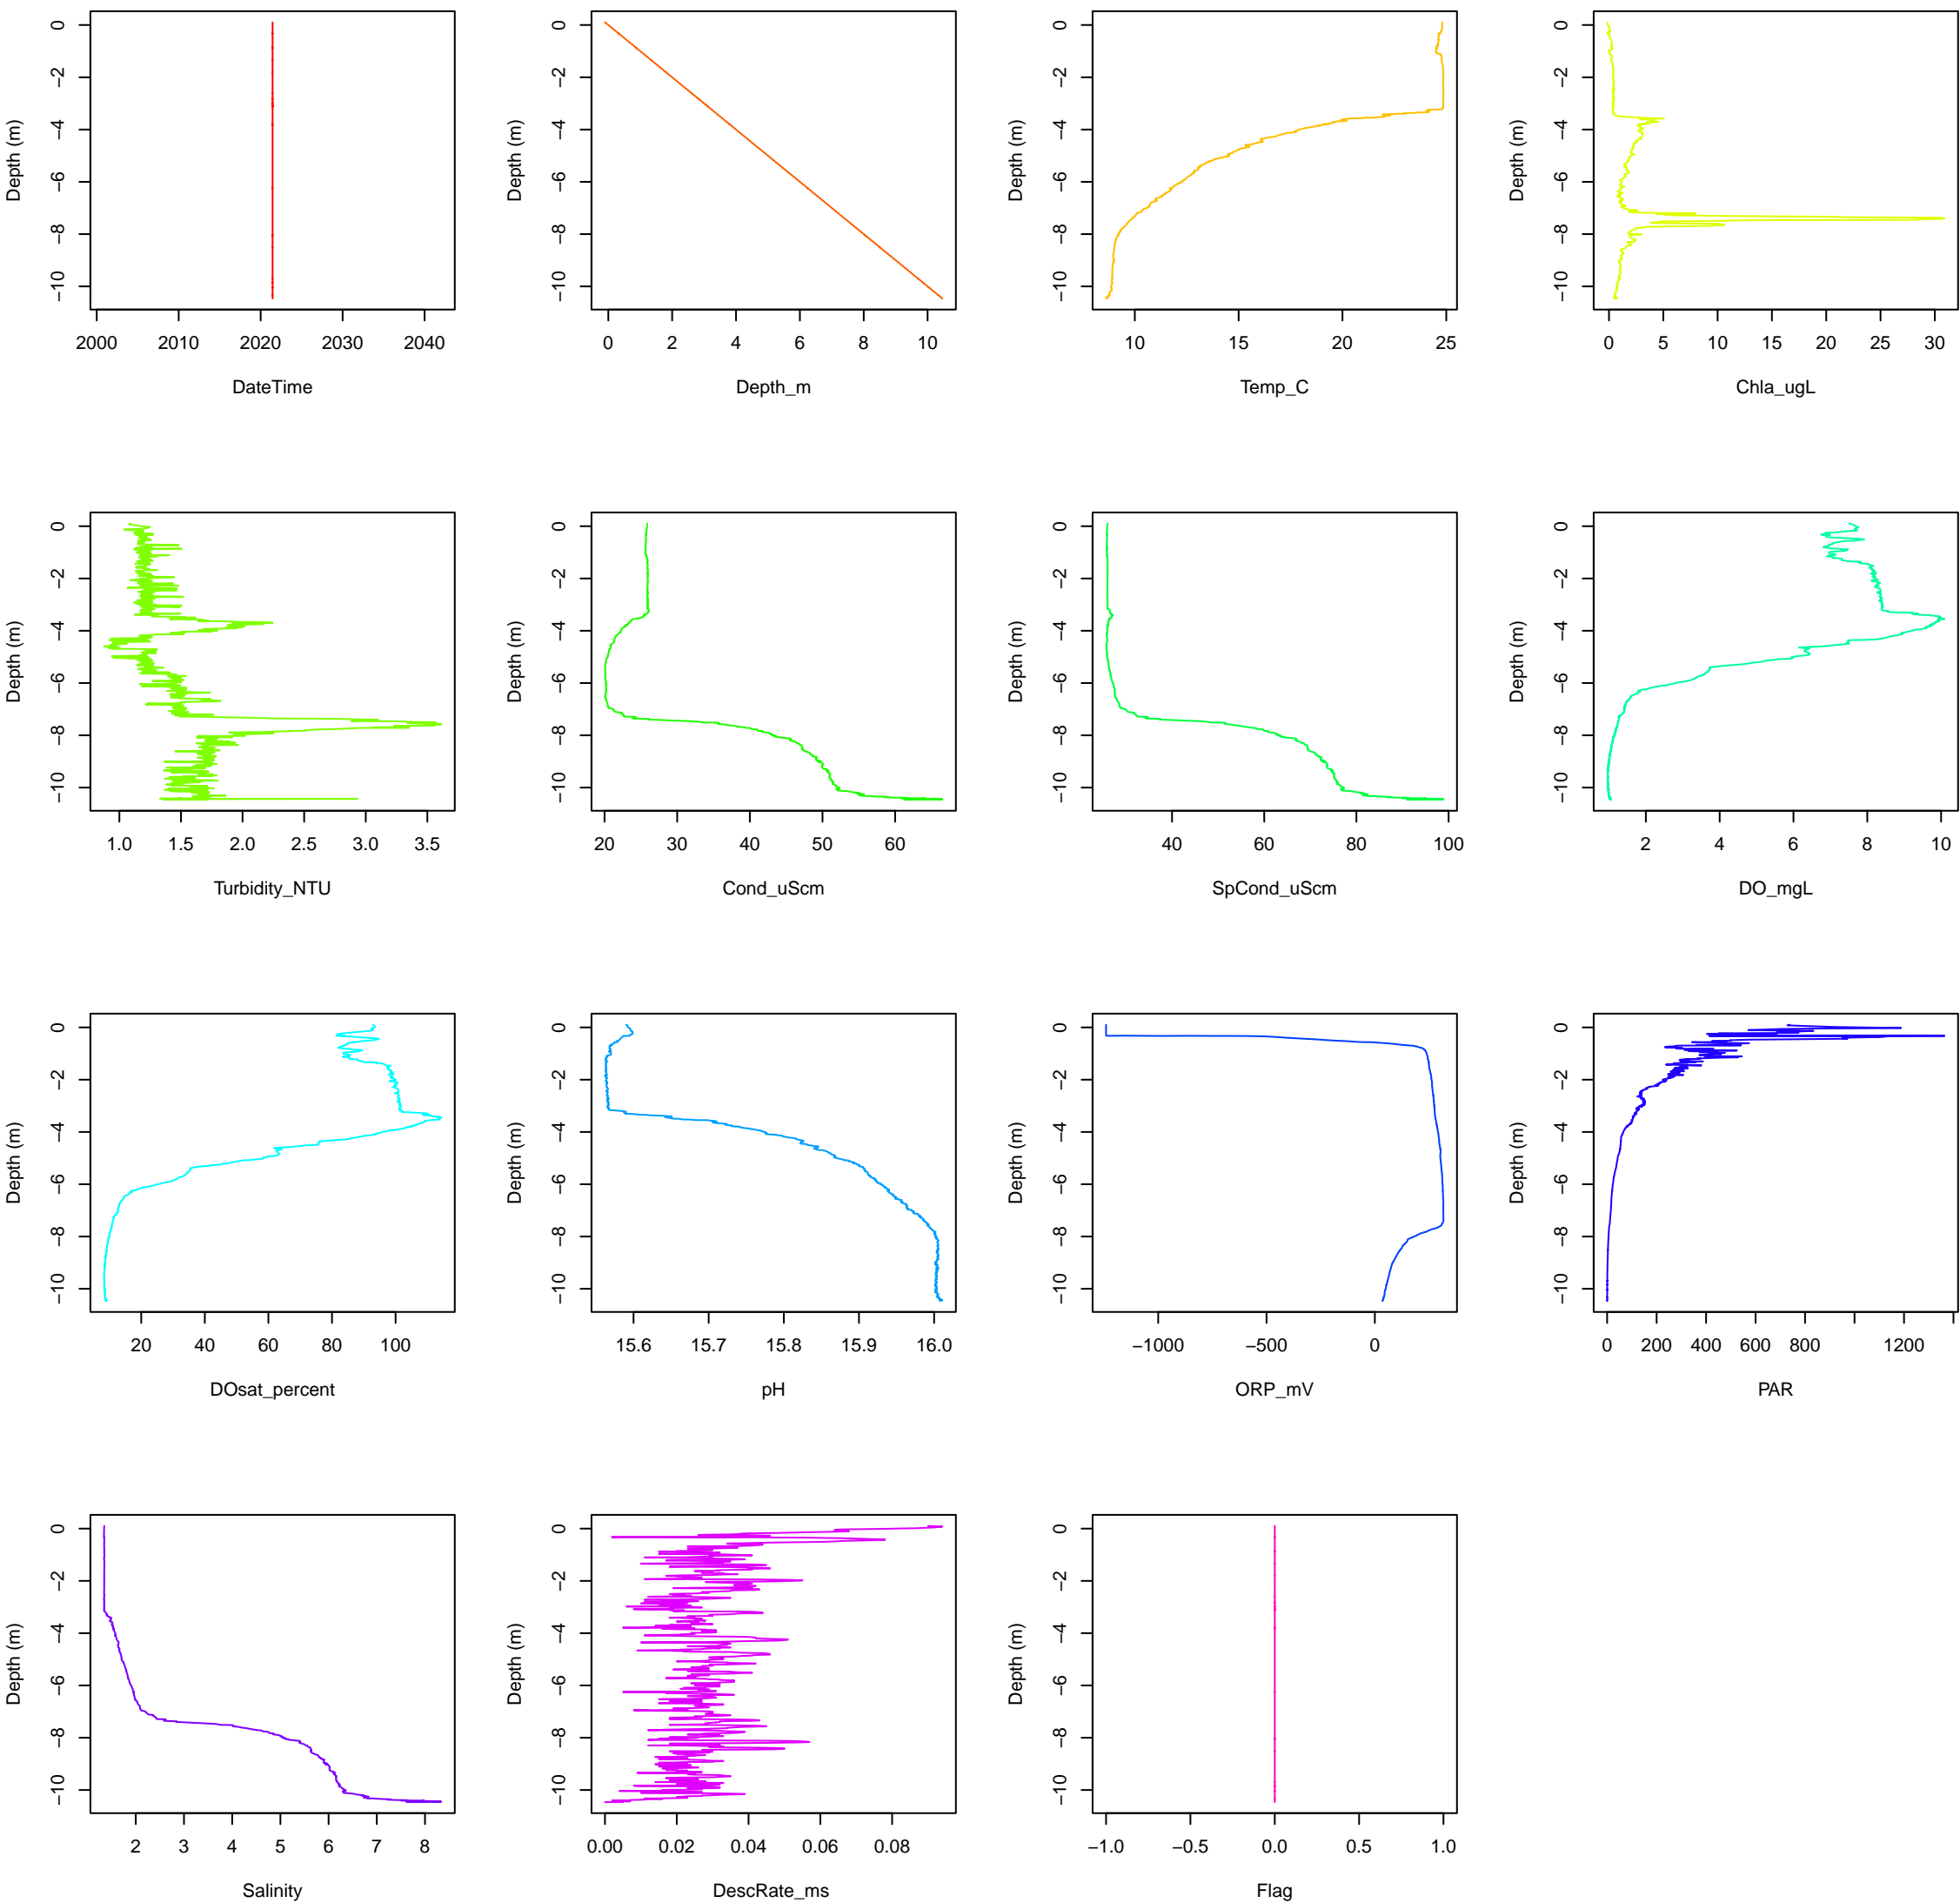 Depth (m)
−10 −8 −6 −4 −2 0
2000 2010 2020 2030 2040
DateTime
Depth (m)
−10 −8 −6 −4 −2 0
0 2 4 6 8 10
Depth_m
Depth (m)
−10 −8 −6 −4 −2 0
10 15 20 25
Temp_C
Depth (m)
−10 −8 −6 −4 −2 0
0 5 10 15 20 25 30
Chla_ugL
Depth (m)
−10 −8 −6 −4 −2 0
1.0 1.5 2.0 2.5 3.0 3.5
Turbidity_NTU
Depth (m)
−10 −8 −6 −4 −2 0
20 30 40 50 60
Cond_uScm
Depth (m)
−10 −8 −6 −4 −2 0
40 60 80 100
SpCond_uScm
Depth (m)
−10 −8 −6 −4 −2 0
2 4 6 8 10
DO_mgL
Depth (m)
−10 −8 −6 −4 −2 0
20 40 60 80 100
DOsat_percent
Depth (m)
−10 −8 −6 −4 −2 0
15.6 15.7 15.8 15.9 16.0
pH
Depth (m)
−10 −8 −6 −4 −2 0
−1000 −500 0
ORP_mV
Depth (m)
−10 −8 −6 −4 −2 0
0 200 400 600 800 1200
PAR
Depth (m)
−10 −8 −6 −4 −2 0
2 3 4 5 6 7 8
Salinity
Depth (m)
−10 −8 −6 −4 −2 0
0.00 0.02 0.04 0.06 0.08
DescRate_ms
Depth (m)
−10 −8 −6 −4 −2 0
−1.0 −0.5 0.0 0.5 1.0
Flag